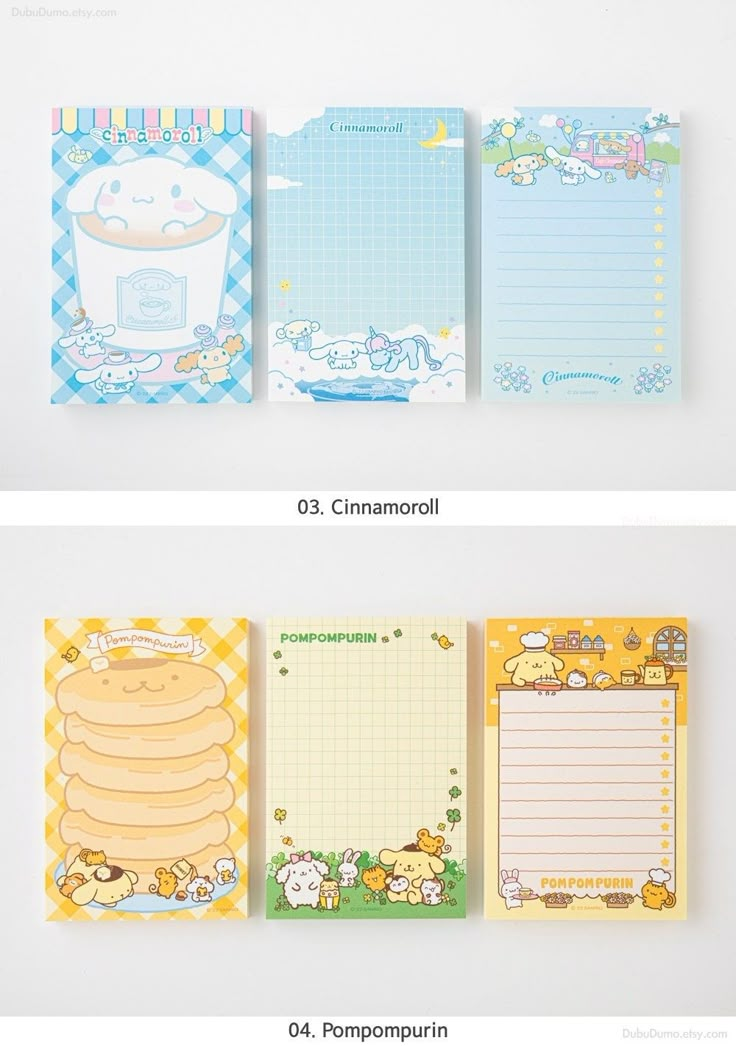 DubuDumo.etsy.com
cinnamoroll
Cinnamoroll
Cinnamoroll
03. Cinnamoroll
Pompompurin
POMPOMPURIN
POMPOMPURIN
04. Pompompurin
DubuDumo.etsy.com